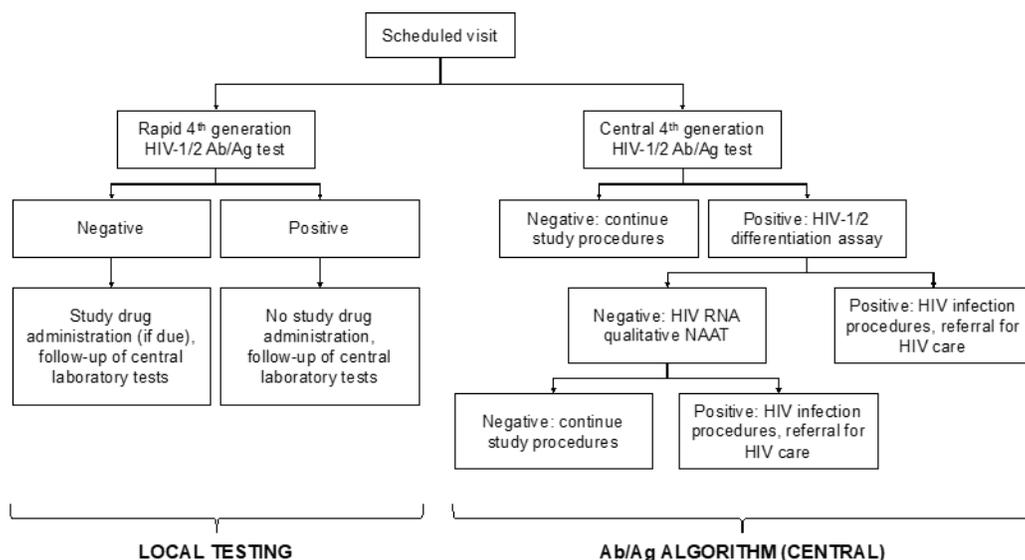 Scheduled visit
Rapid 4th generation
HIV-1/2 Ab/Ag test
Central 4th generation
HIV-1/2 Ab/Ag test
Negative
Positive
Negative: continue
study procedures
Positive: HIV-1/2
differentiation assay
Study drug
administration (if due),
follow-up of central
laboratory tests
No study drug
administration,
follow-up of central
laboratory tests
Negative: HIV RNA
qualitative NAAT
Positive: HIV infection
procedures, referral for
HIV care
Negative: continue
study procedures
Positive: HIV infection
procedures, referral for
HIV care
LOCAL TESTING
Ab/Ag ALGORITHM (CENTRAL)